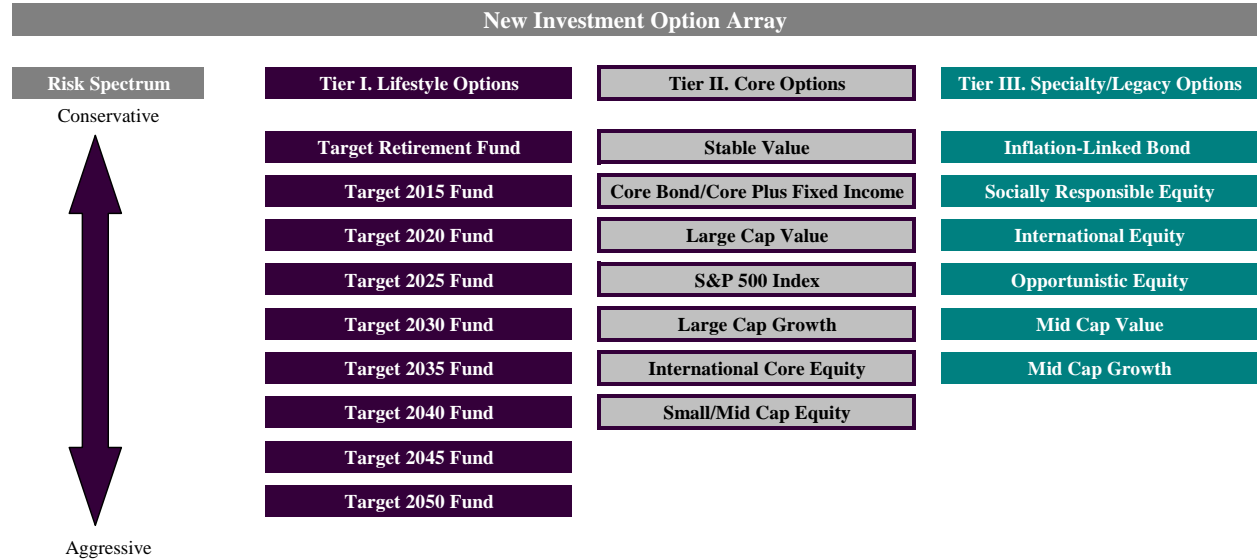 New Investment Option Array
Risk Spectrum
Tier I. Lifestyle Options
Tier II. Core Options
Tier III. Specialty/Legacy Options
Conservative
Target Retirement Fund
Stable Value
Inflation-Linked Bond
Target 2015 Fund
Core Bond/Core Plus Fixed Income
Socially Responsible Equity
Target 2020 Fund
Large Cap Value
International Equity
Target 2025 Fund
S&P 500 Index
Opportunistic Equity
Target 2030 Fund
Large Cap Growth
Mid Cap Value
Target 2035 Fund
International Core Equity
Mid Cap Growth
Target 2040 Fund
Small/Mid Cap Equity
Target 2045 Fund
Target 2050 Fund
Aggressive